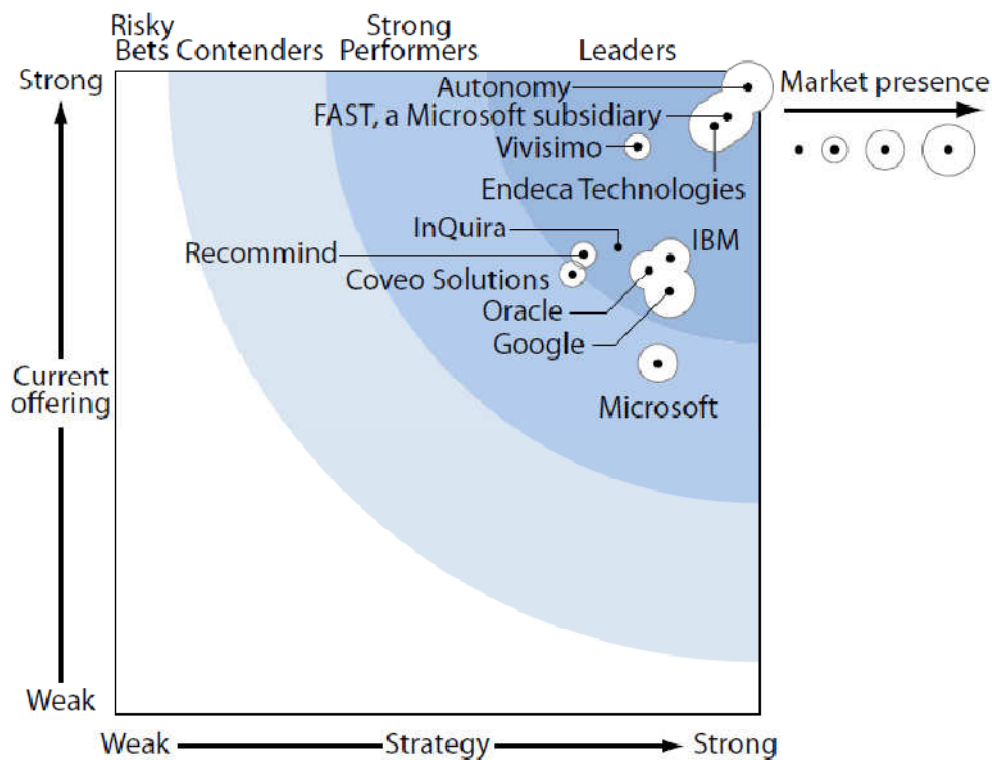 Risky
Bets
Contenders
Strong
Performers
Leaders
Strong
Autonomy
Market presence
FAST, a Microsoft subsidiary
Vivisimo
Endeca Technologies
InQuira
IBM
Recommind
Coveo Solutions
Oracle
Google
Current
offering
Microsoft
Weak
Weak
Strategy
Strong